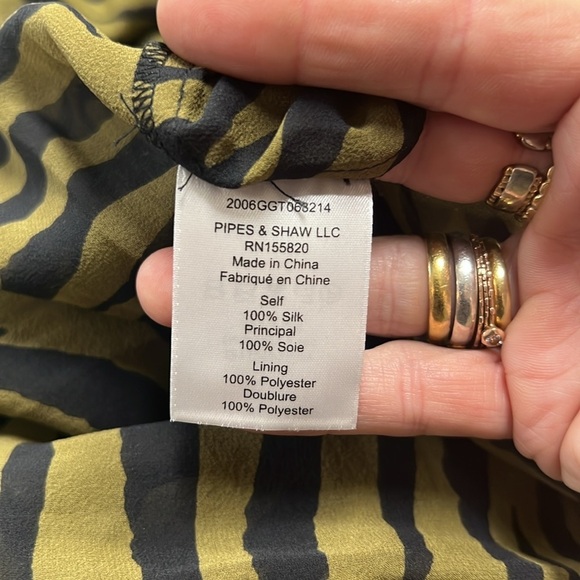 2006GGT063214
PIPES & SHAW LLC
RN155820
Made in China
Fabriqué en Chine
Self
100% Silk
Principal
100% Soie
Lining
100% Polyester
Doublure
100% Polyester